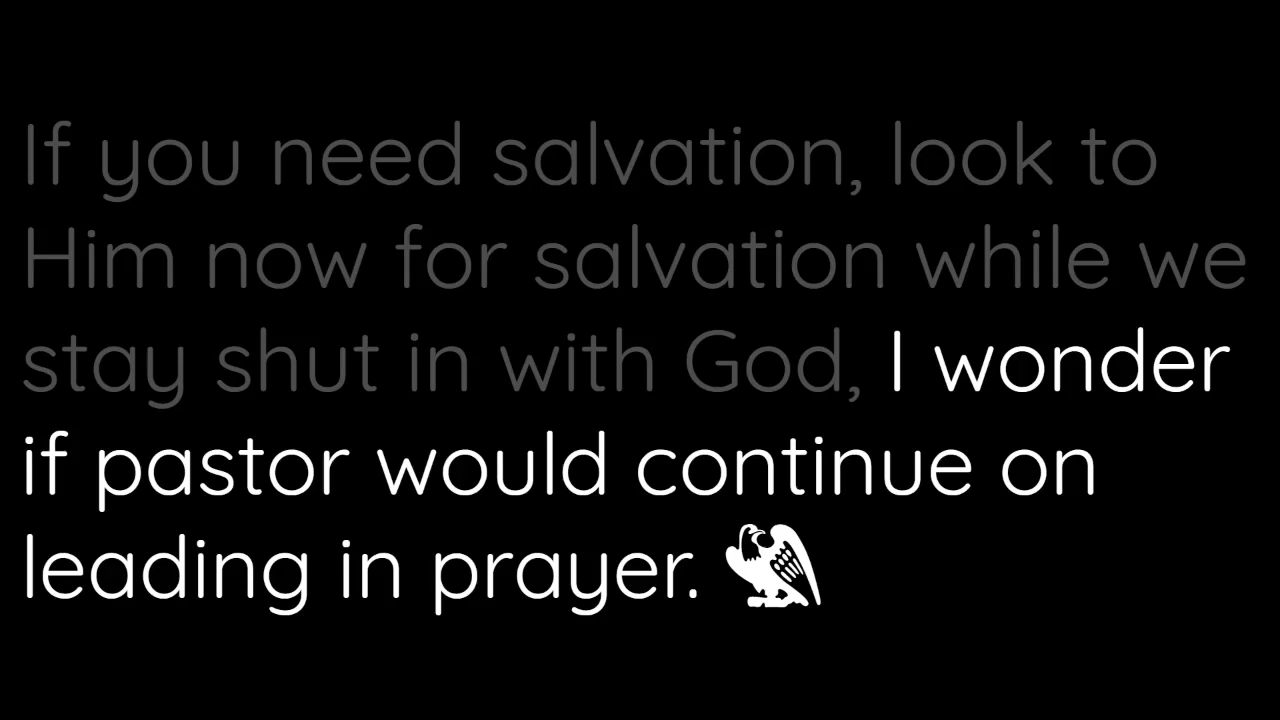 If you need salvation, look to
Him now for salvation while we
stay shut in with God, I wonder
if pastor would continue on
leading in prayer.